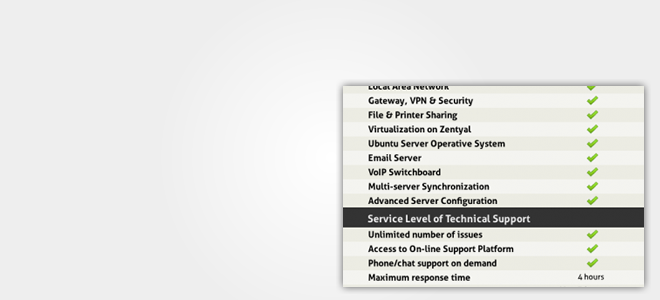 Local Area Network
Gateway, VPN & Security
File & Printer Sharing
Virtualization on Zentyal
Ubuntu Server Operative System
Email Server
VoIP Switchboard
Multi-server Synchronization
Advanced Server Configuration
Service Level of Technical Support
Unlimited number of issues
Access to On-line Support Platform
Phone/chat support on demand
Maximum response time 4 hours